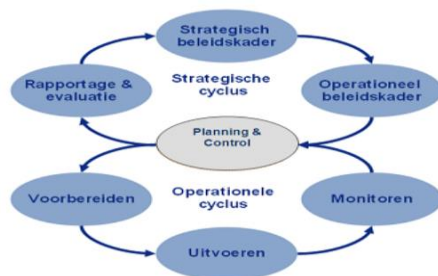 Strategisch
beleidskader
Rapportage &
evaluatie
Strategische
cyclus
Operationeel
beleidskader
Planning &
Control
Voorbereiden
Operationele
cyclus
Monitoren
Uitvoeren